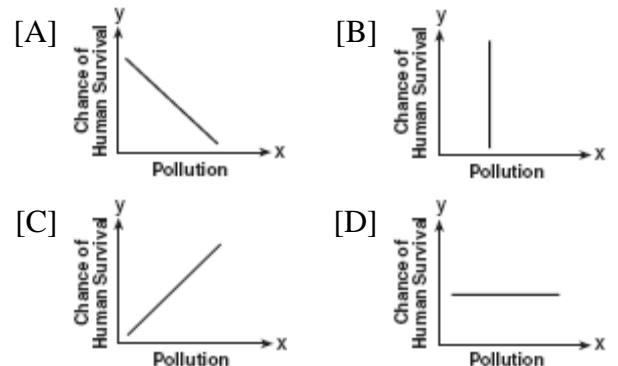 [A]
y
Chance of
Human Survival
x
Pollution
[B]
y
Chance of
Human Survival
x
Pollution
[C]
y
Chance of
Human Survival
x
Pollution
[D]
y
Chance of
Human Survival
x
Pollution